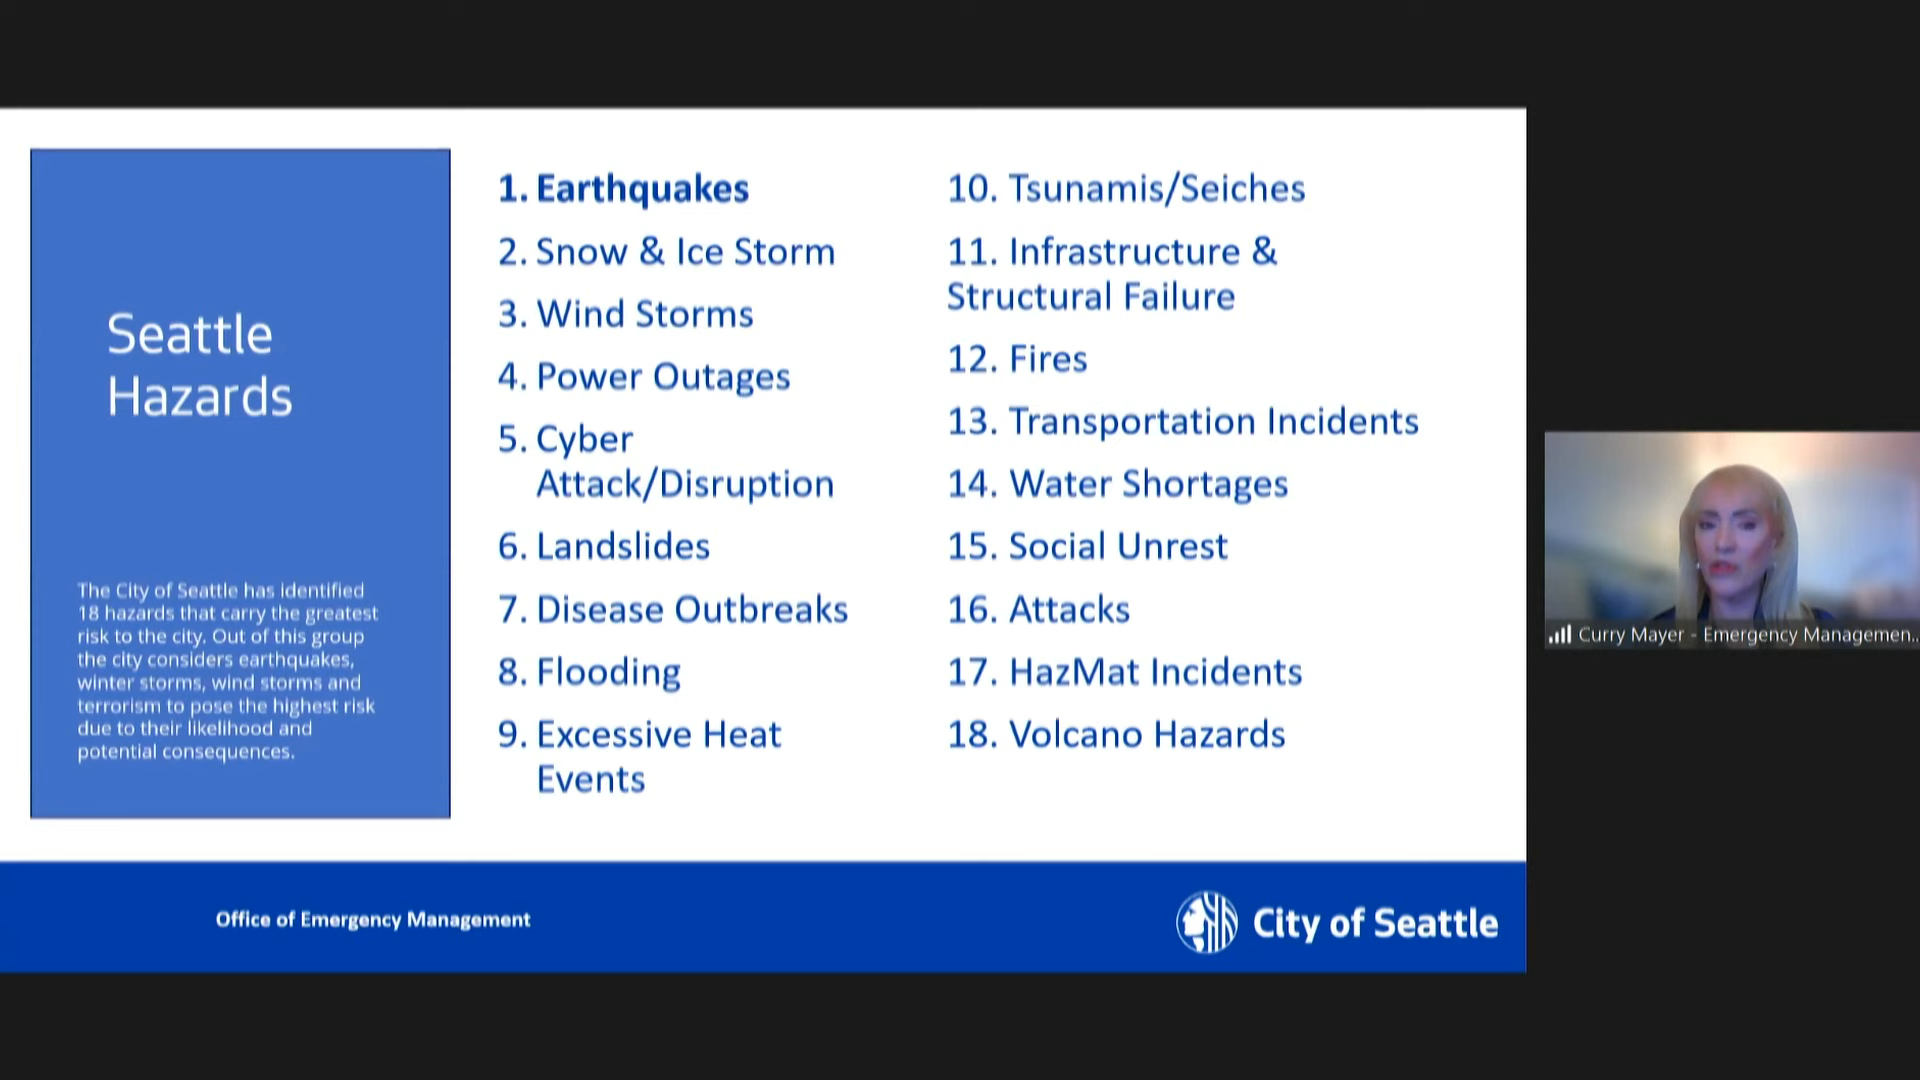 Seattle
Hazards
The City of Seattle has identified
18 hazards that carry the greatest
risk to the city. Out of this group
the city considers earthquakes,
winter storms, wind storms and
terrorism to pose the highest risk
due to their likelihood and
potential consequences.
1. Earthquakes
2. Snow & Ice Storm
3. Wind Storms
4. Power Outages
5. Cyber
Attack/Disruption
6. Landslides
7. Disease Outbreaks
8. Flooding
9. Excessive Heat
Events
10. Tsunamis/Seiches
11. Infrastructure &
Structural Failure
12. Fires
13. Transportation Incidents
14. Water Shortages
15. Social Unrest
16. Attacks
17. HazMat Incidents
18. Volcano Hazards
Curry Mayer - Emergency Managemen...
Office of Emergency Management
City of Seattle